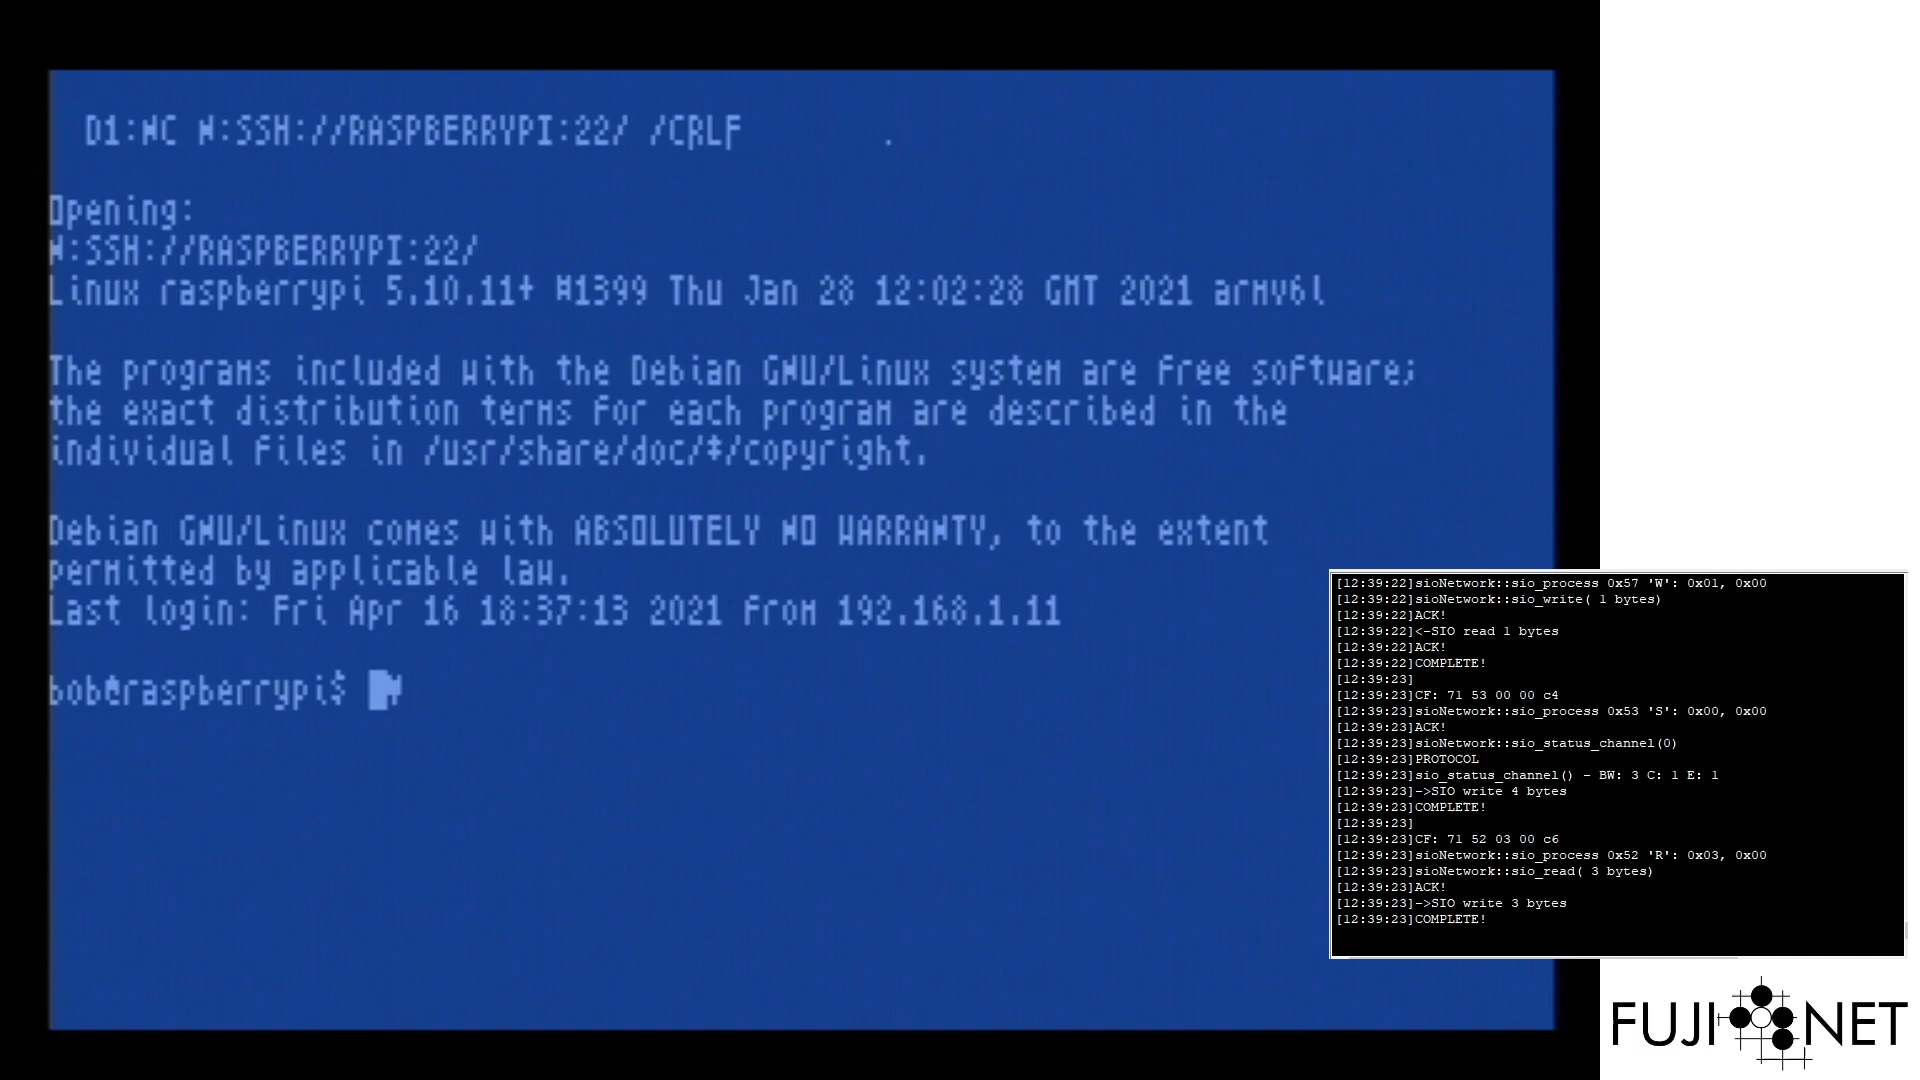 D1:NC N:SSH://RASPBERRYPI:22/ /CRLF .
Opening:
N:SSH://RASPBERRYPI:22/
Linux raspberrypi 5.10.11+ #1399 Thu Jan 28 12:02:28 GMT 2021 armv6l
The programs included with the Debian GNU/Linux system are free software;
the exact distribution terms for each program are described in the
individual files in /usr/share/doc/*/copyright.
Debian GNU/Linux comes with ABSOLUTELY NO WARRANTY, to the extent
permitted by applicable law.
Last login: Fri Apr 16 18:37:13 2021 from 192.168.1.11
bob@raspberrypi$
[12:39:22]sioNetwork::sio_process 0x57 'W': 0x01, 0x00
[12:39:22]sioNetwork::sio_write( 1 bytes)
[12:39:22]ACK!
[12:39:22]<-SIO read 1 bytes
[12:39:22]ACK!
[12:39:22]COMPLETE!
[12:39:23]
[12:39:23]CF: 71 53 00 00 c4
[12:39:23]sioNetwork::sio_process 0x53 'S': 0x00, 0x00
[12:39:23]ACK!
[12:39:23]sioNetwork::sio_status_channel(0)
[12:39:23]PROTOCOL
[12:39:23]sio_status_channel() - BW: 3 C: 1 E: 1
[12:39:23]->SIO write 4 bytes
[12:39:23]COMPLETE!
[12:39:23]
[12:39:23]CF: 71 52 03 00 c6
[12:39:23]sioNetwork::sio_process 0x52 'R': 0x03, 0x00
[12:39:23]sioNetwork::sio_read( 3 bytes)
[12:39:23]ACK!
[12:39:23]->SIO write 3 bytes
[12:39:23]COMPLETE!
FUJI NET